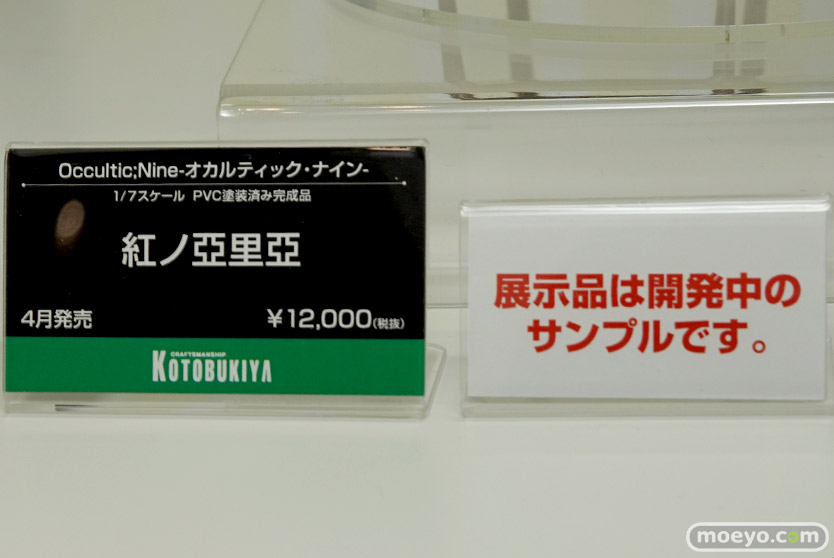 Occultic;Nine-オカルティック・ナイン-
1/7スケール PVC塗装済み完成品
紅ノ亞里亞
4月発売 ¥12,000(税抜)
CRAFTSMANSHIP
KOTOBUKIYA
展示品は開発中の
サンプルです。
moeyo.com